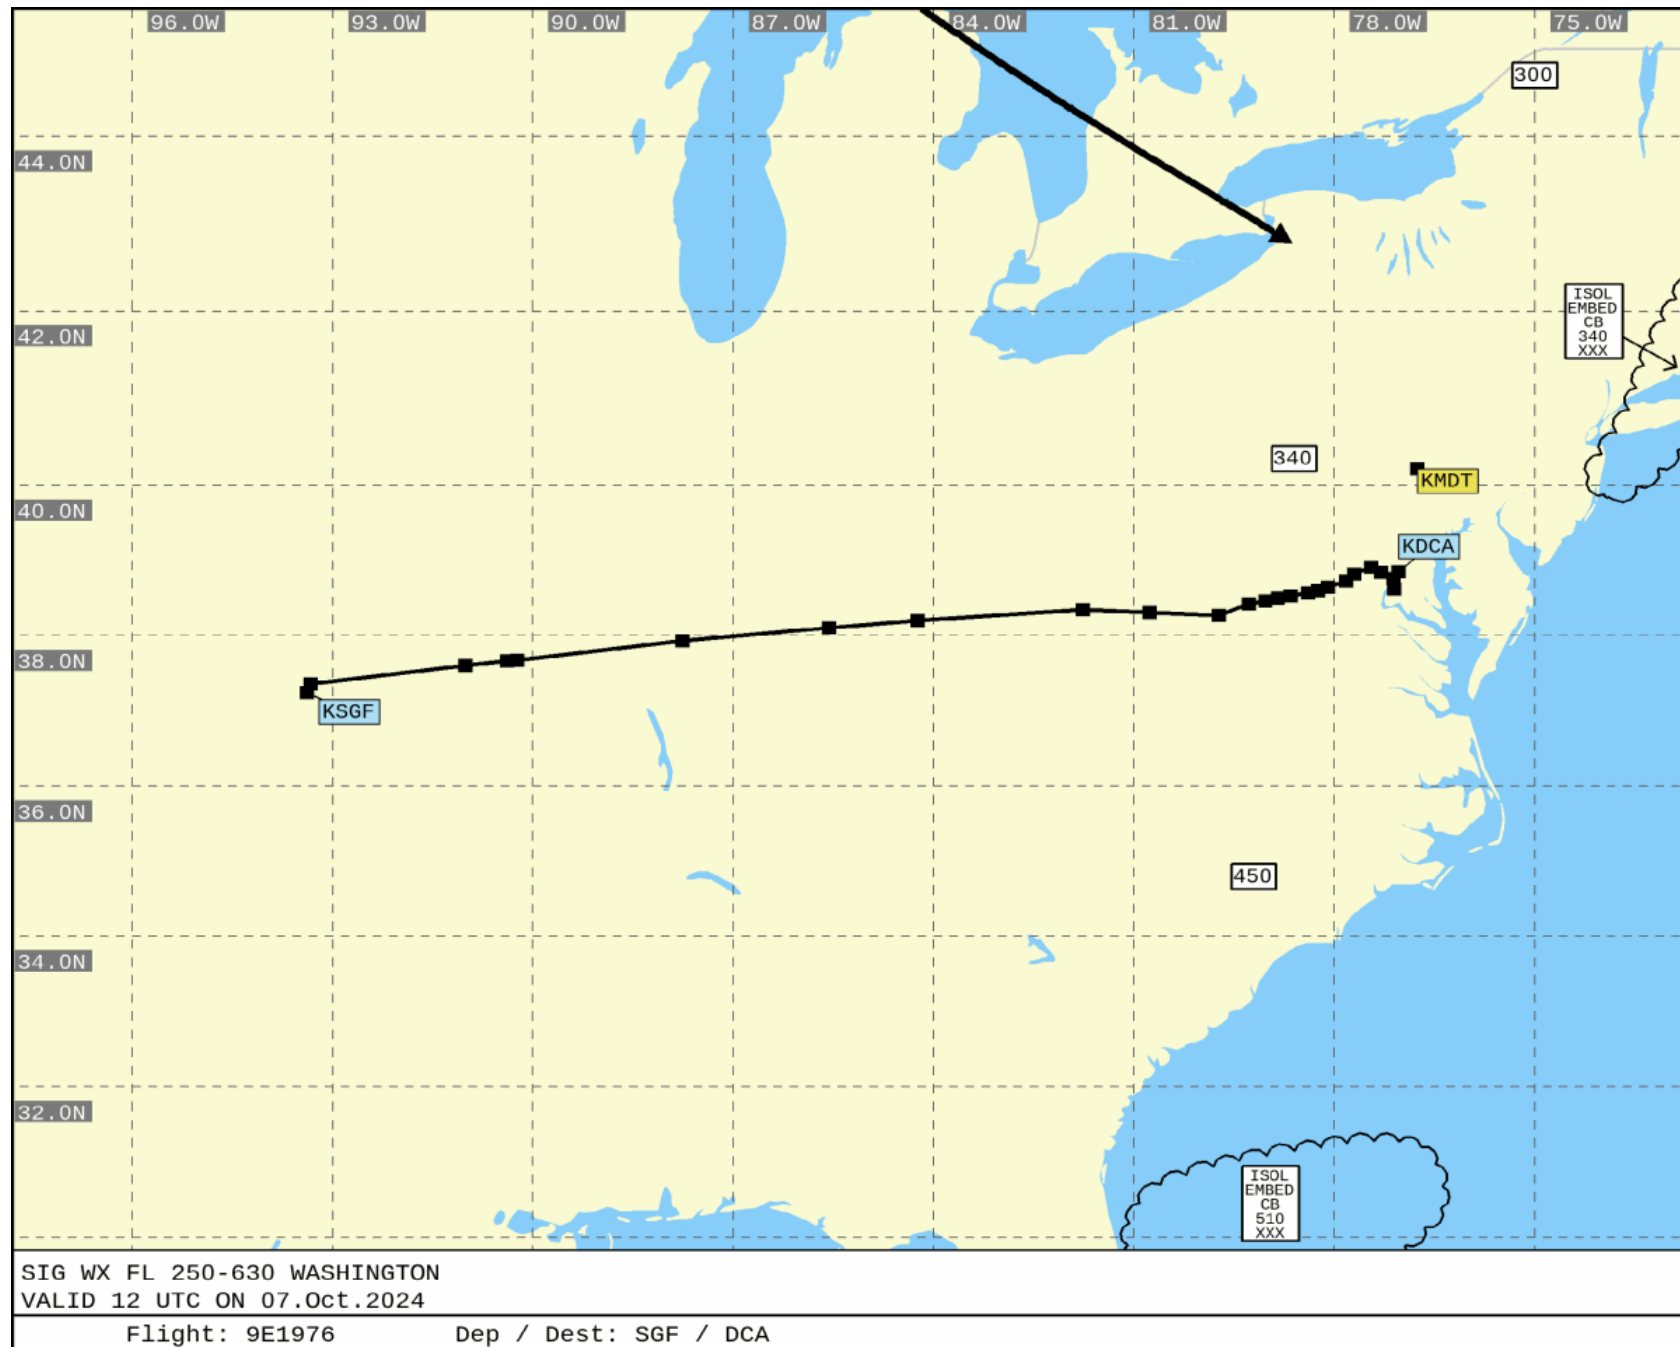 96.0W 93.0W 90.0W 87.0W 84.0W 81.0W 78.0W 75.0W
300
44.0N
ISOL
EMBED
CB
340
XXX
42.0N
340
KMDT
40.0N
KDCA
38.0N
KSGF
36.0N
450
34.0N
32.0N
ISOL
EMBED
CB
510
XXX
SIG WX FL 250-630 WASHINGTON
VALID 12 UTC ON 07.Oct.2024
Flight: 9E1976 Dep / Dest: SGF / DCA